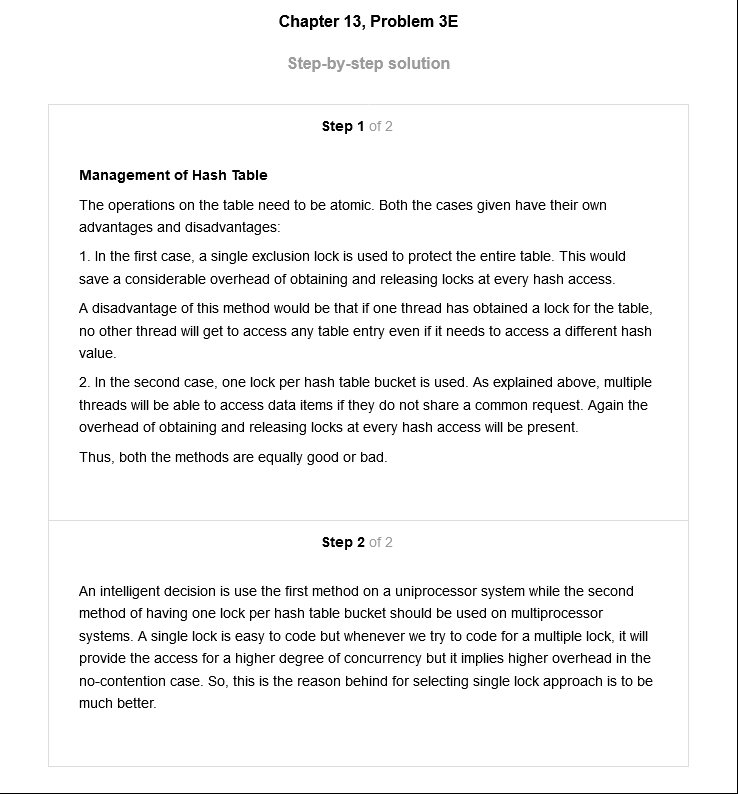 Chapter 13, Problem 3E
Step-by-step solution
Step 1 of 2
Management of Hash Table
The operations on the table need to be atomic. Both the cases given have their own
advantages and disadvantages:
1. In the first case, a single exclusion lock is used to protect the entire table. This would
save a considerable overhead of obtaining and releasing locks at every hash access.
A disadvantage of this method would be that if one thread has obtained a lock for the table,
no other thread will get to access any table entry even if it needs to access a different hash
value.
2. In the second case, one lock per hash table bucket is used. As explained above, multiple
threads will be able to access data items if they do not share a common request. Again the
overhead of obtaining and releasing locks at every hash access will be present.
Thus, both the methods are equally good or bad.
Step 2 of 2
An intelligent decision is use the first method on a uniprocessor system while the second
method of having one lock per hash table bucket should be used on multiprocessor
systems. A single lock is easy to code but whenever we try to code for a multiple lock, it will
provide the access for a higher degree of concurrency but it implies higher overhead in the
no-contention case. So, this is the reason behind for selecting single lock approach is to be
much better.